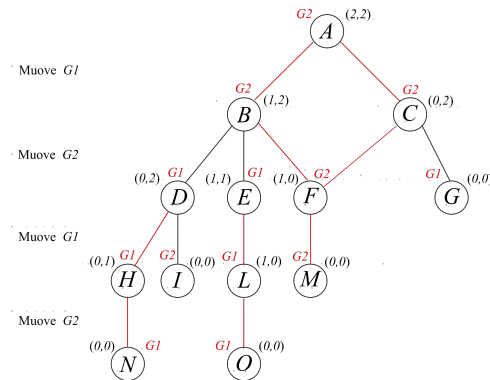 G2 (2,2)
A
Muove G1
G2 (1,2) G2 (0,2)
B C
Muove G2
(0,2) G1 (1,1) G1 (1,0) G2 G1 (0,0)
D E F G
Muove G1
(0,1) G1 G2 (0,0) G1 (1,0) G2 (0,0)
H I L M
Muove G2
(0,0) G1 G1 (0,0)
N O